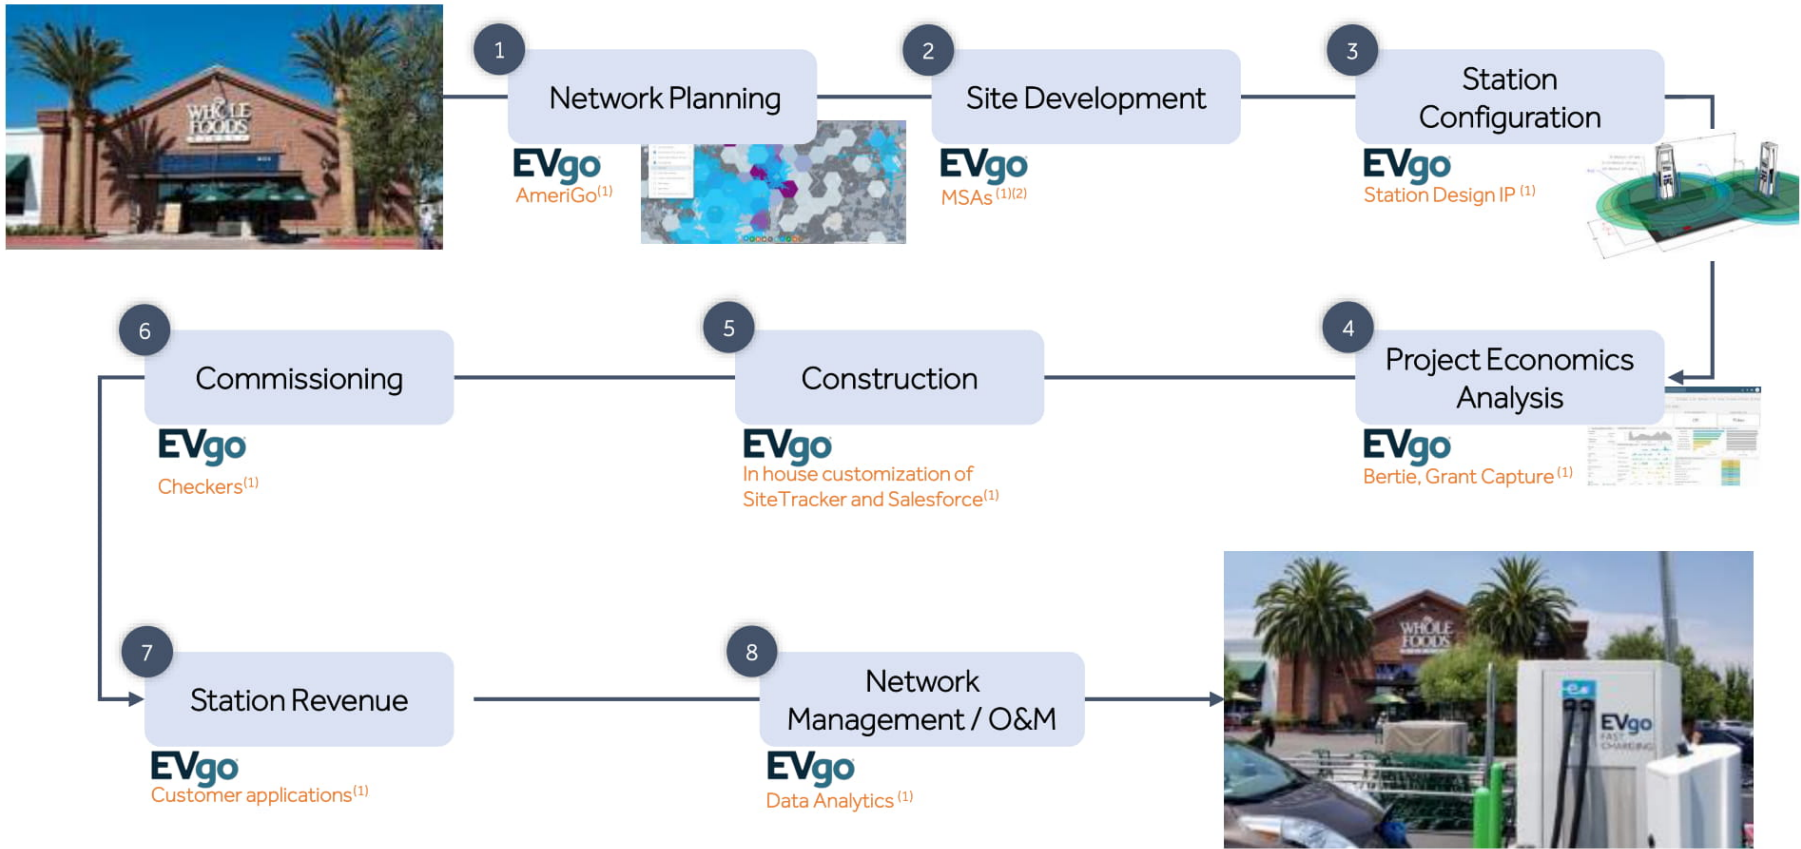 WHOLE
FOODS
MARKET
1
Network Planning
EVgo
AmeriGo(1)
2
Site Development
EVgo
MSAs (1)(2)
3
Station
Configuration
EVgo
Station Design IP (1)
4
Project Economics
Analysis
EVgo
Bertie, Grant Capture (1)
5
Construction
EVgo
In house customization of
SiteTracker and Salesforce(1)
6
Commissioning
EVgo
Checkers(1)
7
Station Revenue
EVgo
Customer applications(1)
8
Network
Management / O&M
EVgo
Data Analytics (1)
WHOLE
FOODS
EVgo
FAST
CHARGING